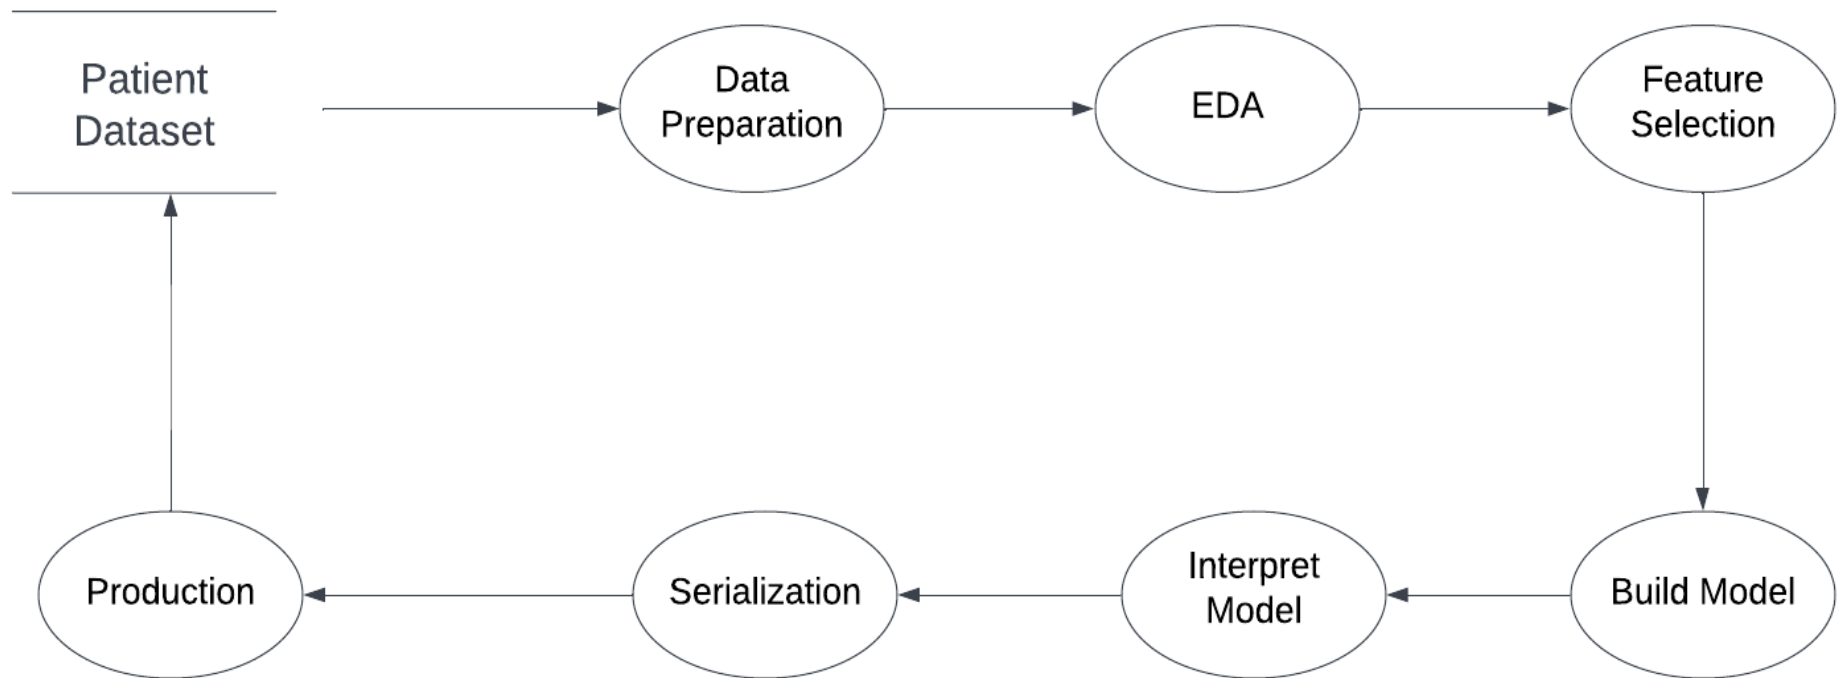 Patient
Dataset
Data
Preparation
EDA
Feature
Selection
Production
Serialization
Interpret
Model
Build Model